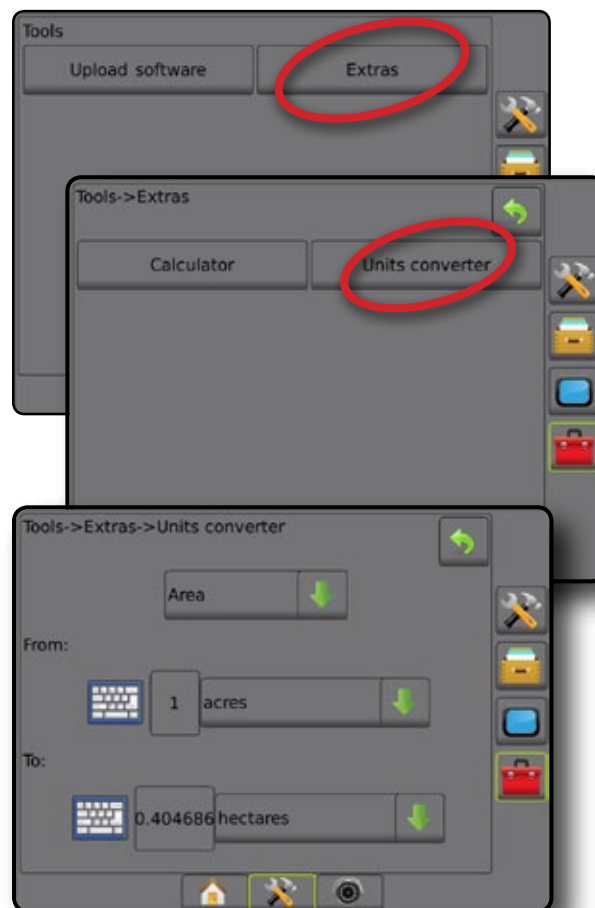 Tools
Upload software Extras
Tools->Extras
Calculator Units converter
Tools->Extras->Units converter
Area
From:
1 acres
To:
0.404686 hectares